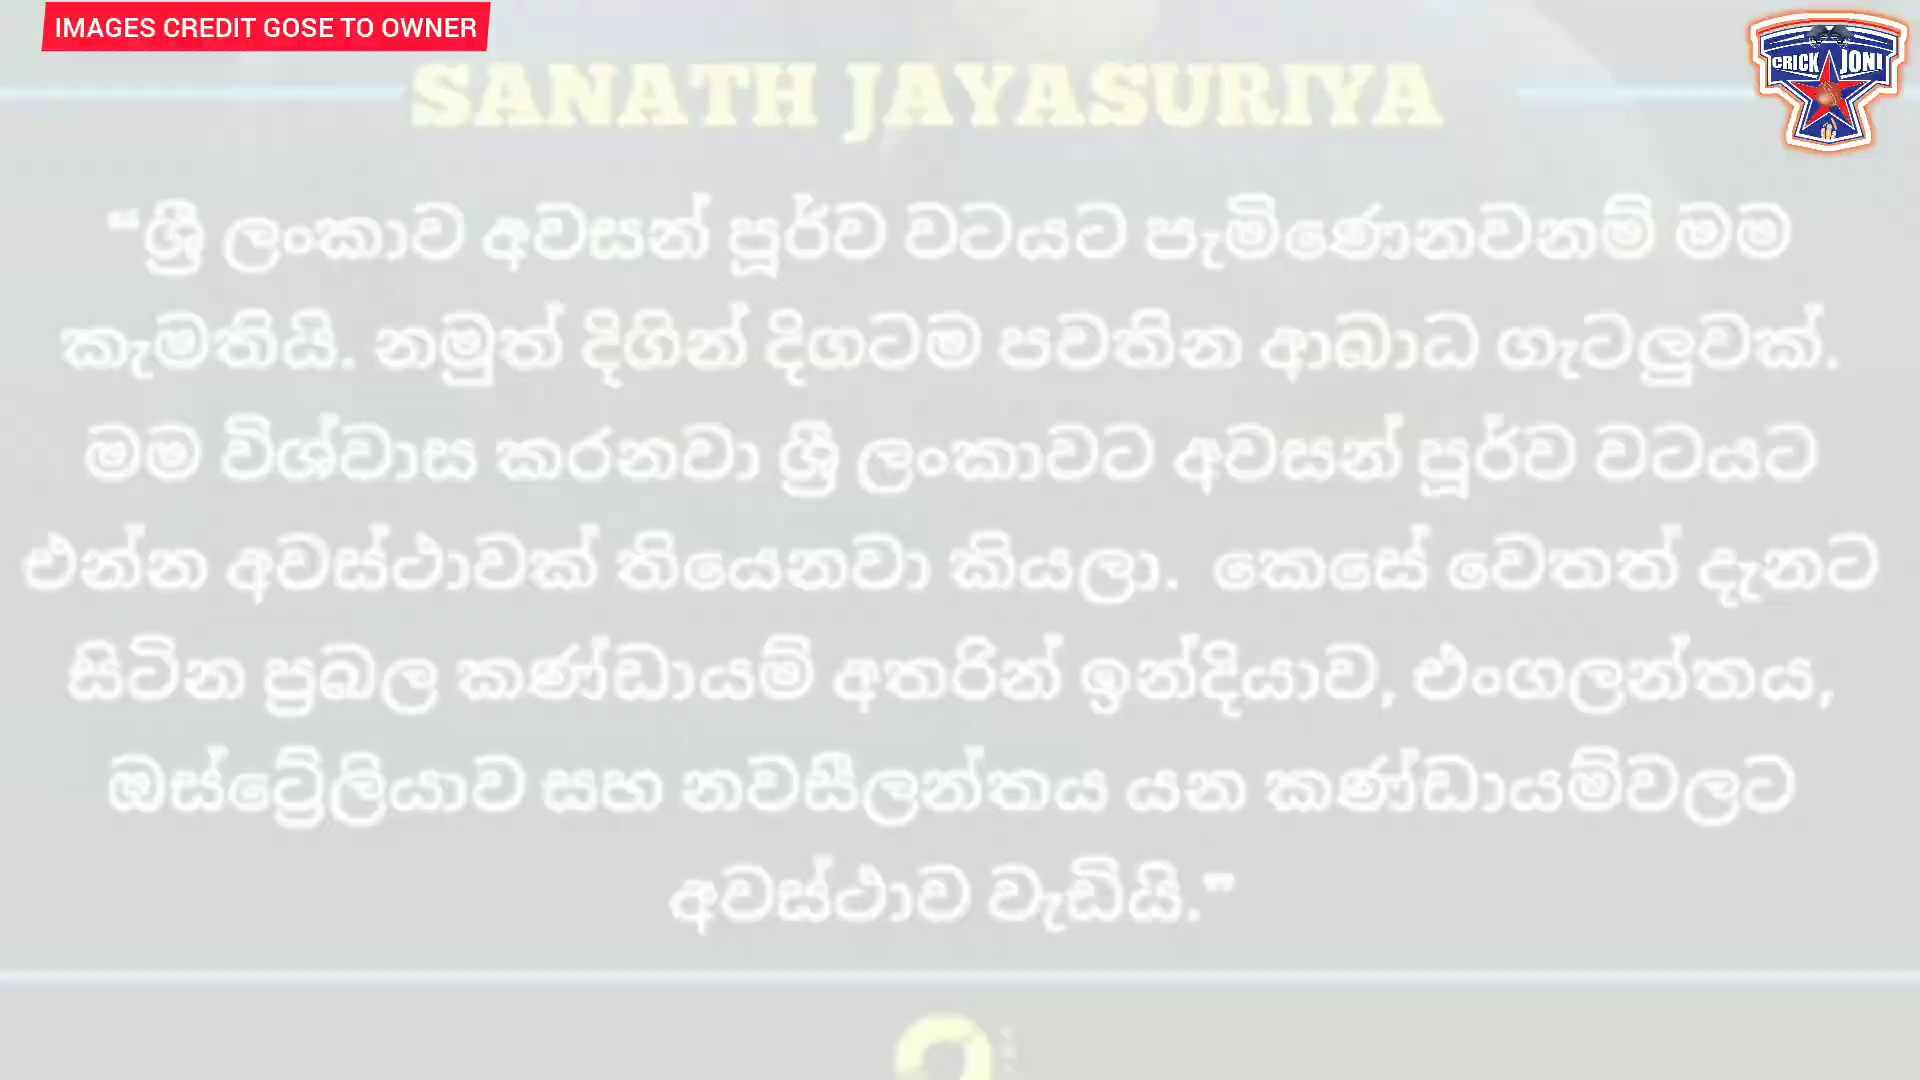 IMAGES CREDIT GOSE TO OWNER
CRICK JONI
SANATH JAYASURIYA
“ශ්‍රී ලංකාව අවසන් පූර්ව වටයට පැමිණෙනවනම් මම
කැමතියි. නමුත් දිගින් දිගටම පවතින ආබාධ ගැටලුවක්.
මම විශ්වාස කරනවා ශ්‍රී ලංකාවට අවසන් පූර්ව වටයට
එන්න අවස්ථාවක් තියෙනවා කියලා. කෙසේ වෙතත් දැනට
සිටින ප්‍රබල කණ්ඩායම් අතරින් ඉන්දියාව, එංගලන්තය,
ඔස්ට්‍රේලියාව සහ නවසීලන්තය යන කණ්ඩායම්වලට
අවස්ථාව වැඩියි.”